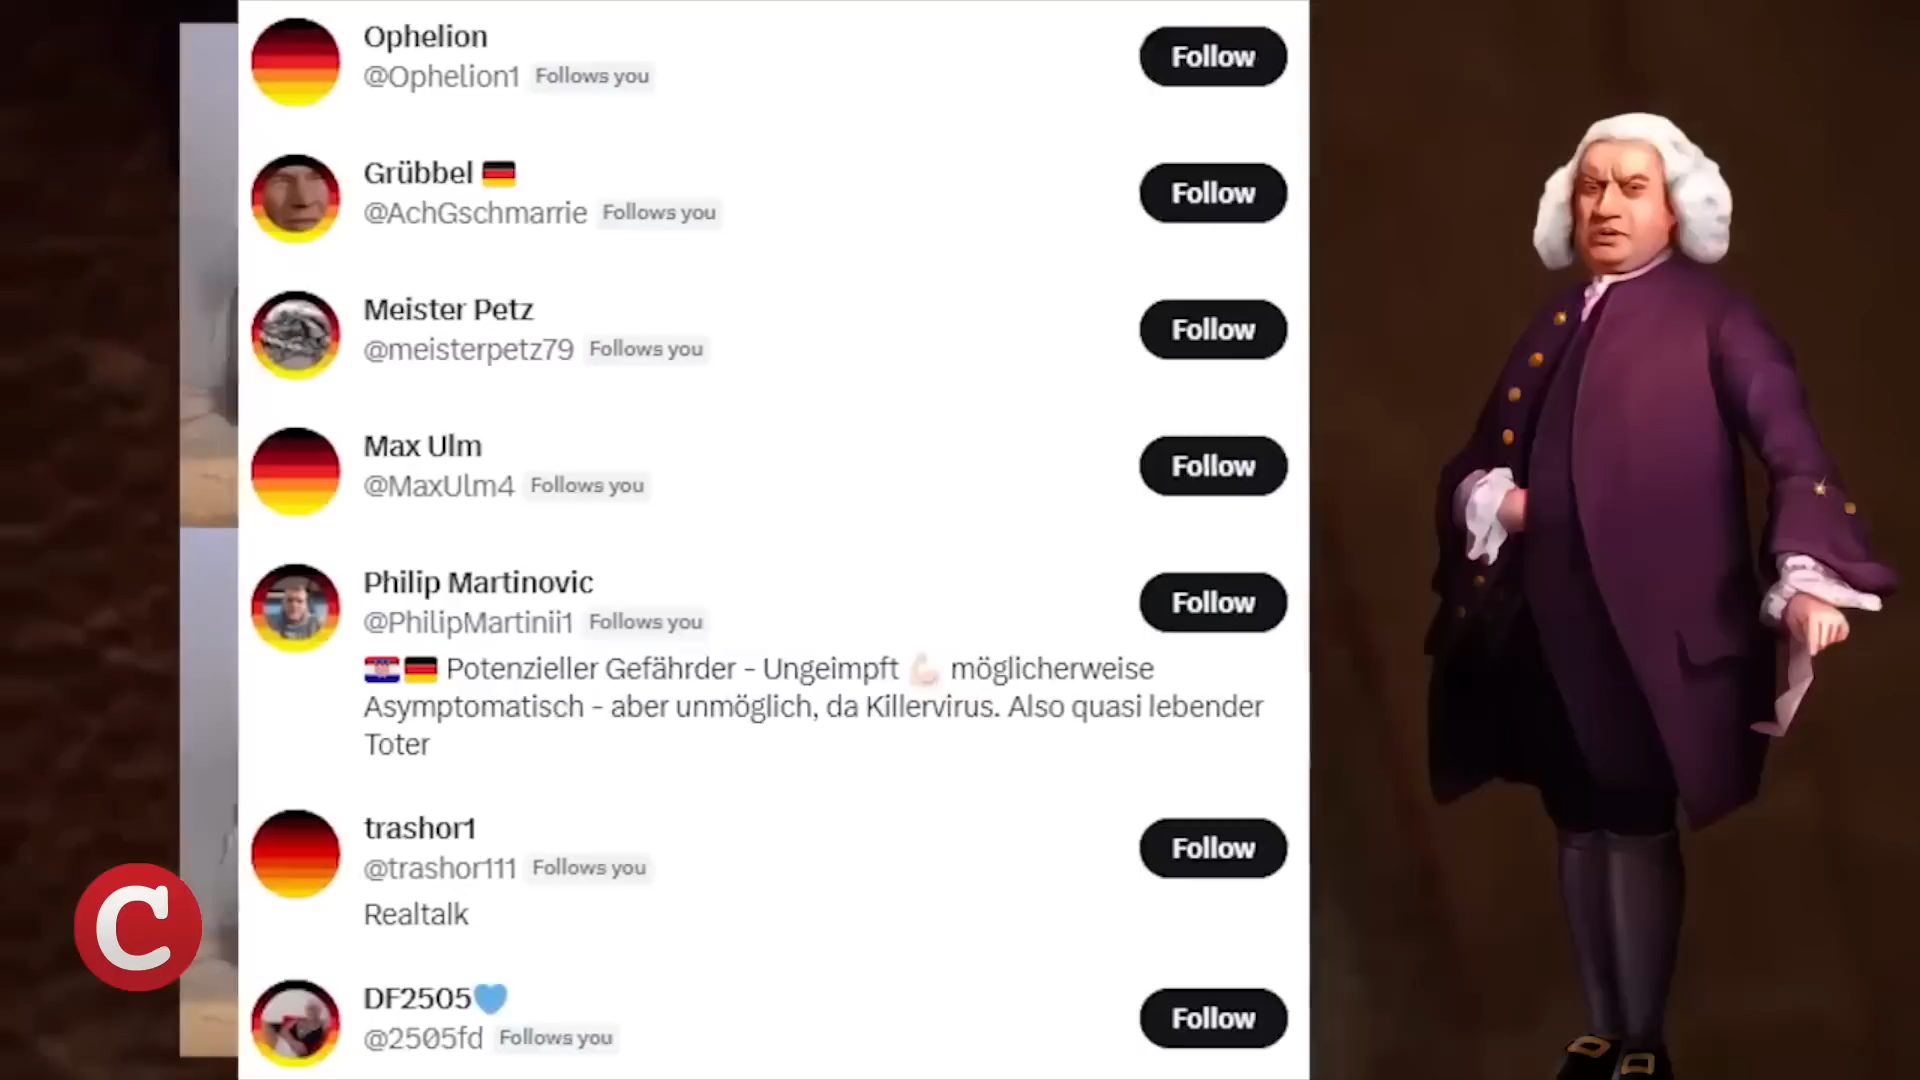 Ophelion
@Ophelion1 Follows you
Follow
Grübbel
@AchGschmarrie Follows you
Follow
Meister Petz
@meisterpetz79 Follows you
Follow
Max Ulm
@MaxUlm4 Follows you
Follow
Philip Martinovic
@PhilipMartinii1 Follows you
Follow
🇭🇷🇩🇪 Potenzieller Gefährder - Ungeimpft 💪🏻 möglicherweise
Asymptomatisch - aber unmöglich, da Killervirus. Also quasi lebender
Toter
trashor1
@trashor111 Follows you
Follow
Realtalk
DF2505
@2505fd Follows you
Follow
C